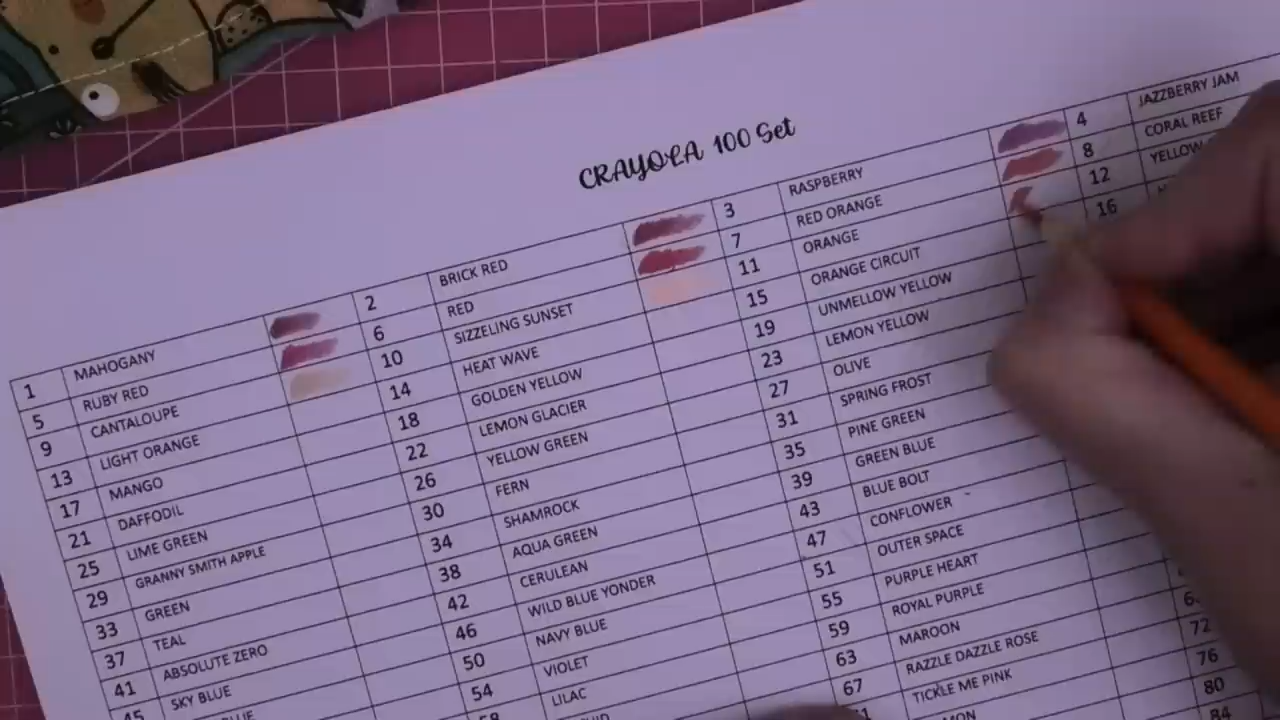 CRAYOLA 100 Set
1 MAHOGANY 2 BRICK RED 3 RASPBERRY 4 JAZZBERRY JAM
5 RUBY RED 6 RED 7 RED ORANGE 8 CORAL REEF
9 CANTALOUPE 10 SIZZELING SUNSET 11 ORANGE 12 YELLOW
13 LIGHT ORANGE 14 HEAT WAVE 15 ORANGE CIRCUIT 16
17 MANGO 18 GOLDEN YELLOW 19 UNMELLOW YELLOW
21 DAFFODIL 22 LEMON GLACIER 23 LEMON YELLOW
25 LIME GREEN 26 YELLOW GREEN 27 OLIVE
29 GRANNY SMITH APPLE 30 FERN 31 SPRING FROST
33 GREEN 34 SHAMROCK 35 PINE GREEN
37 TEAL 38 AQUA GREEN 39 GREEN BLUE
41 ABSOLUTE ZERO 42 CERULEAN 43 BLUE BOLT
45 SKY BLUE 46 WILD BLUE YONDER 47 CONFLOWER
BLUE 50 NAVY BLUE 51 OUTER SPACE
54 VIOLET 55 PURPLE HEART
58 LILAC 59 ROYAL PURPLE
63 MAROON
67 RAZZLE DAZZLE ROSE 72
71 TICKLE ME PINK 76
80
84